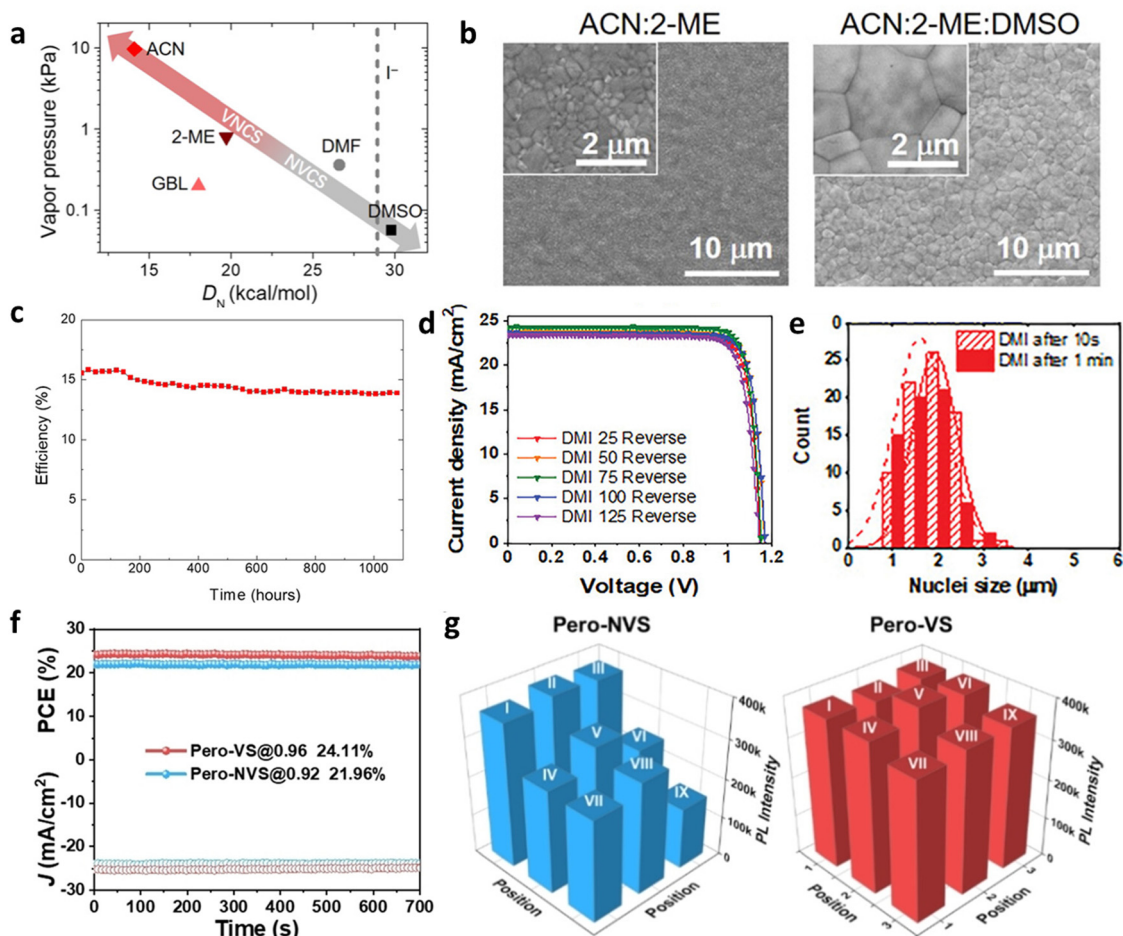 a
Vapor pressure (kPa)
10
1
0.1
ACN
2-ME
GBL
DMF
DMSO
I⁻
VNCS
NVCS
15 20 25 30
D_N (kcal/mol)
b
ACN:2-ME
2 μm
10 μm
ACN:2-ME:DMSO
2 μm
10 μm
c
Efficiency (%)
20
15
10
5
0
0 200 400 600 800 1000
Time (hours)
d
Current density (mA/cm²)
25
20
15
10
5
0
DMI 25 Reverse
DMI 50 Reverse
DMI 75 Reverse
DMI 100 Reverse
DMI 125 Reverse
0 0.2 0.4 0.6 0.8 1 1.2
Voltage (V)
e
Count
0
25
20
15
10
5
0
DMI after 10s
DMI after 1 min
0 1 2 3 4 5 6
Nuclei size (μm)
f
PCE (%)
J (mA/cm²)
30
20
10
0
-10
-20
-30
Pero-VS@0.96 24.11%
Pero-NVS@0.92 21.96%
0 100 200 300 400 500 600 700
Time (s)
g
Pero-NVS
I
II
III
IV
V
VI
VII
VIII
IX
400k
300k
200k
100k
0
PL Intensity
Position
Position
Pero-VS
I
II
III
IV
V
VI
VII
VIII
IX
400k
300k
200k
100k
0
PL Intensity
1
2
3
Position
1
2
3
Position